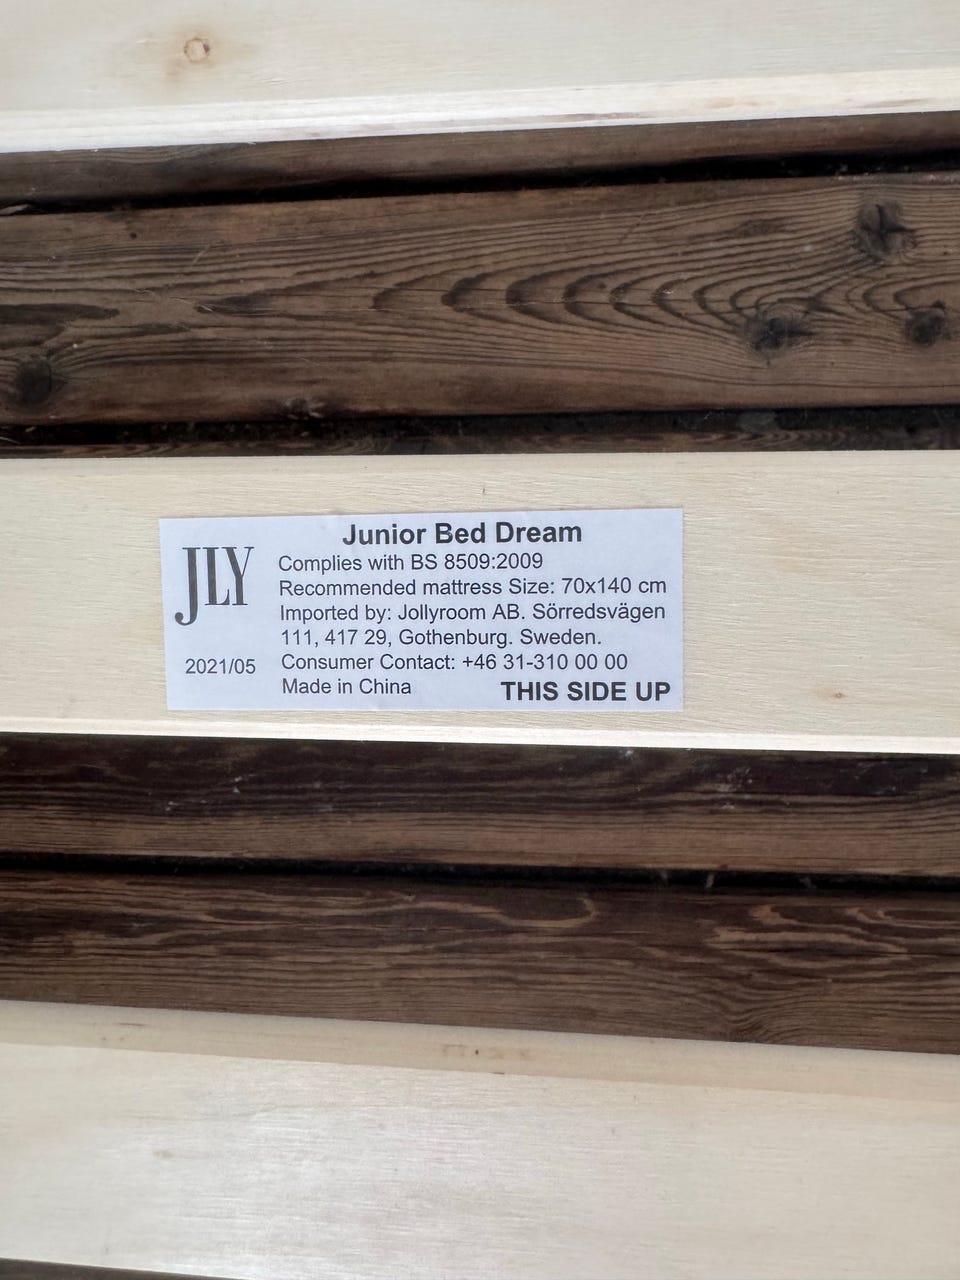 Junior Bed Dream
JLY
Complies with BS 8509:2009
Recommended mattress Size: 70x140 cm
Imported by: Jollyroom AB. Sörredsvägen
111, 417 29, Gothenburg. Sweden.
2021/05
Consumer Contact: +46 31-310 00 00
Made in China
THIS SIDE UP